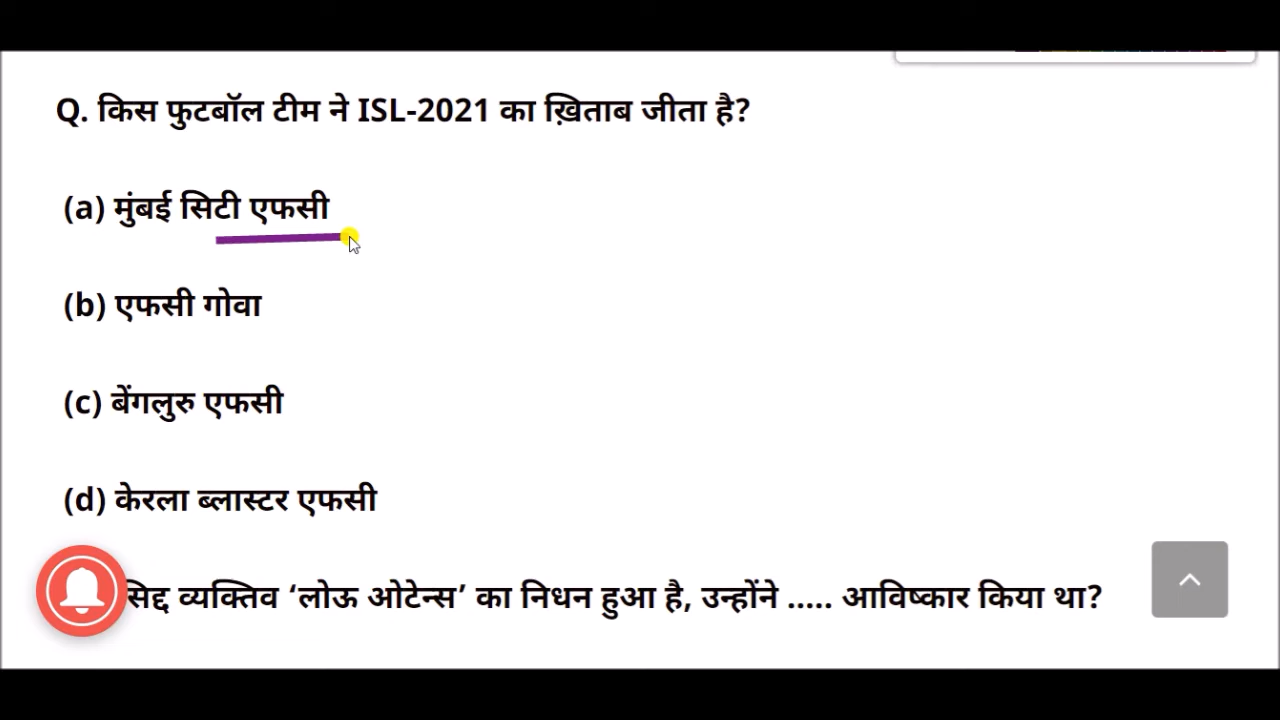 Q. किस फुटबॉल टीम ने ISL-2021 का ख़िताब जीता है?
(a) मुंबई सिटी एफसी
(b) एफसी गोवा
(c) बेंगलुरु एफसी
(d) केरला ब्लास्टर एफसी
व्यक्तिव ‘लोऊ ओटेन्स’ का निधन हुआ है, उन्होंने ..... आविष्कार किया था?